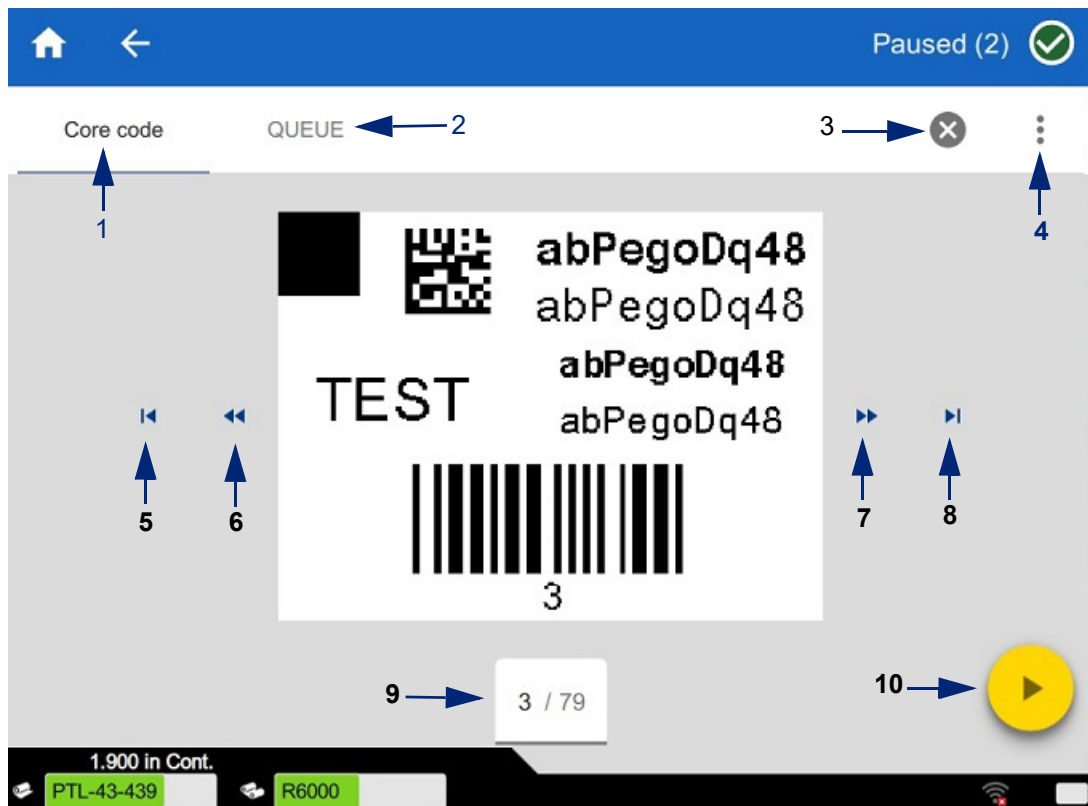 Paused (2)
Core code
QUEUE
2
3
1
4
abPegoDq48
abPegoDq48
abPegoDq48
TEST
abPegoDq48
5
6
7
8
3
9
3 / 79
10
1.900 in Cont.
PTL-43-439
R6000